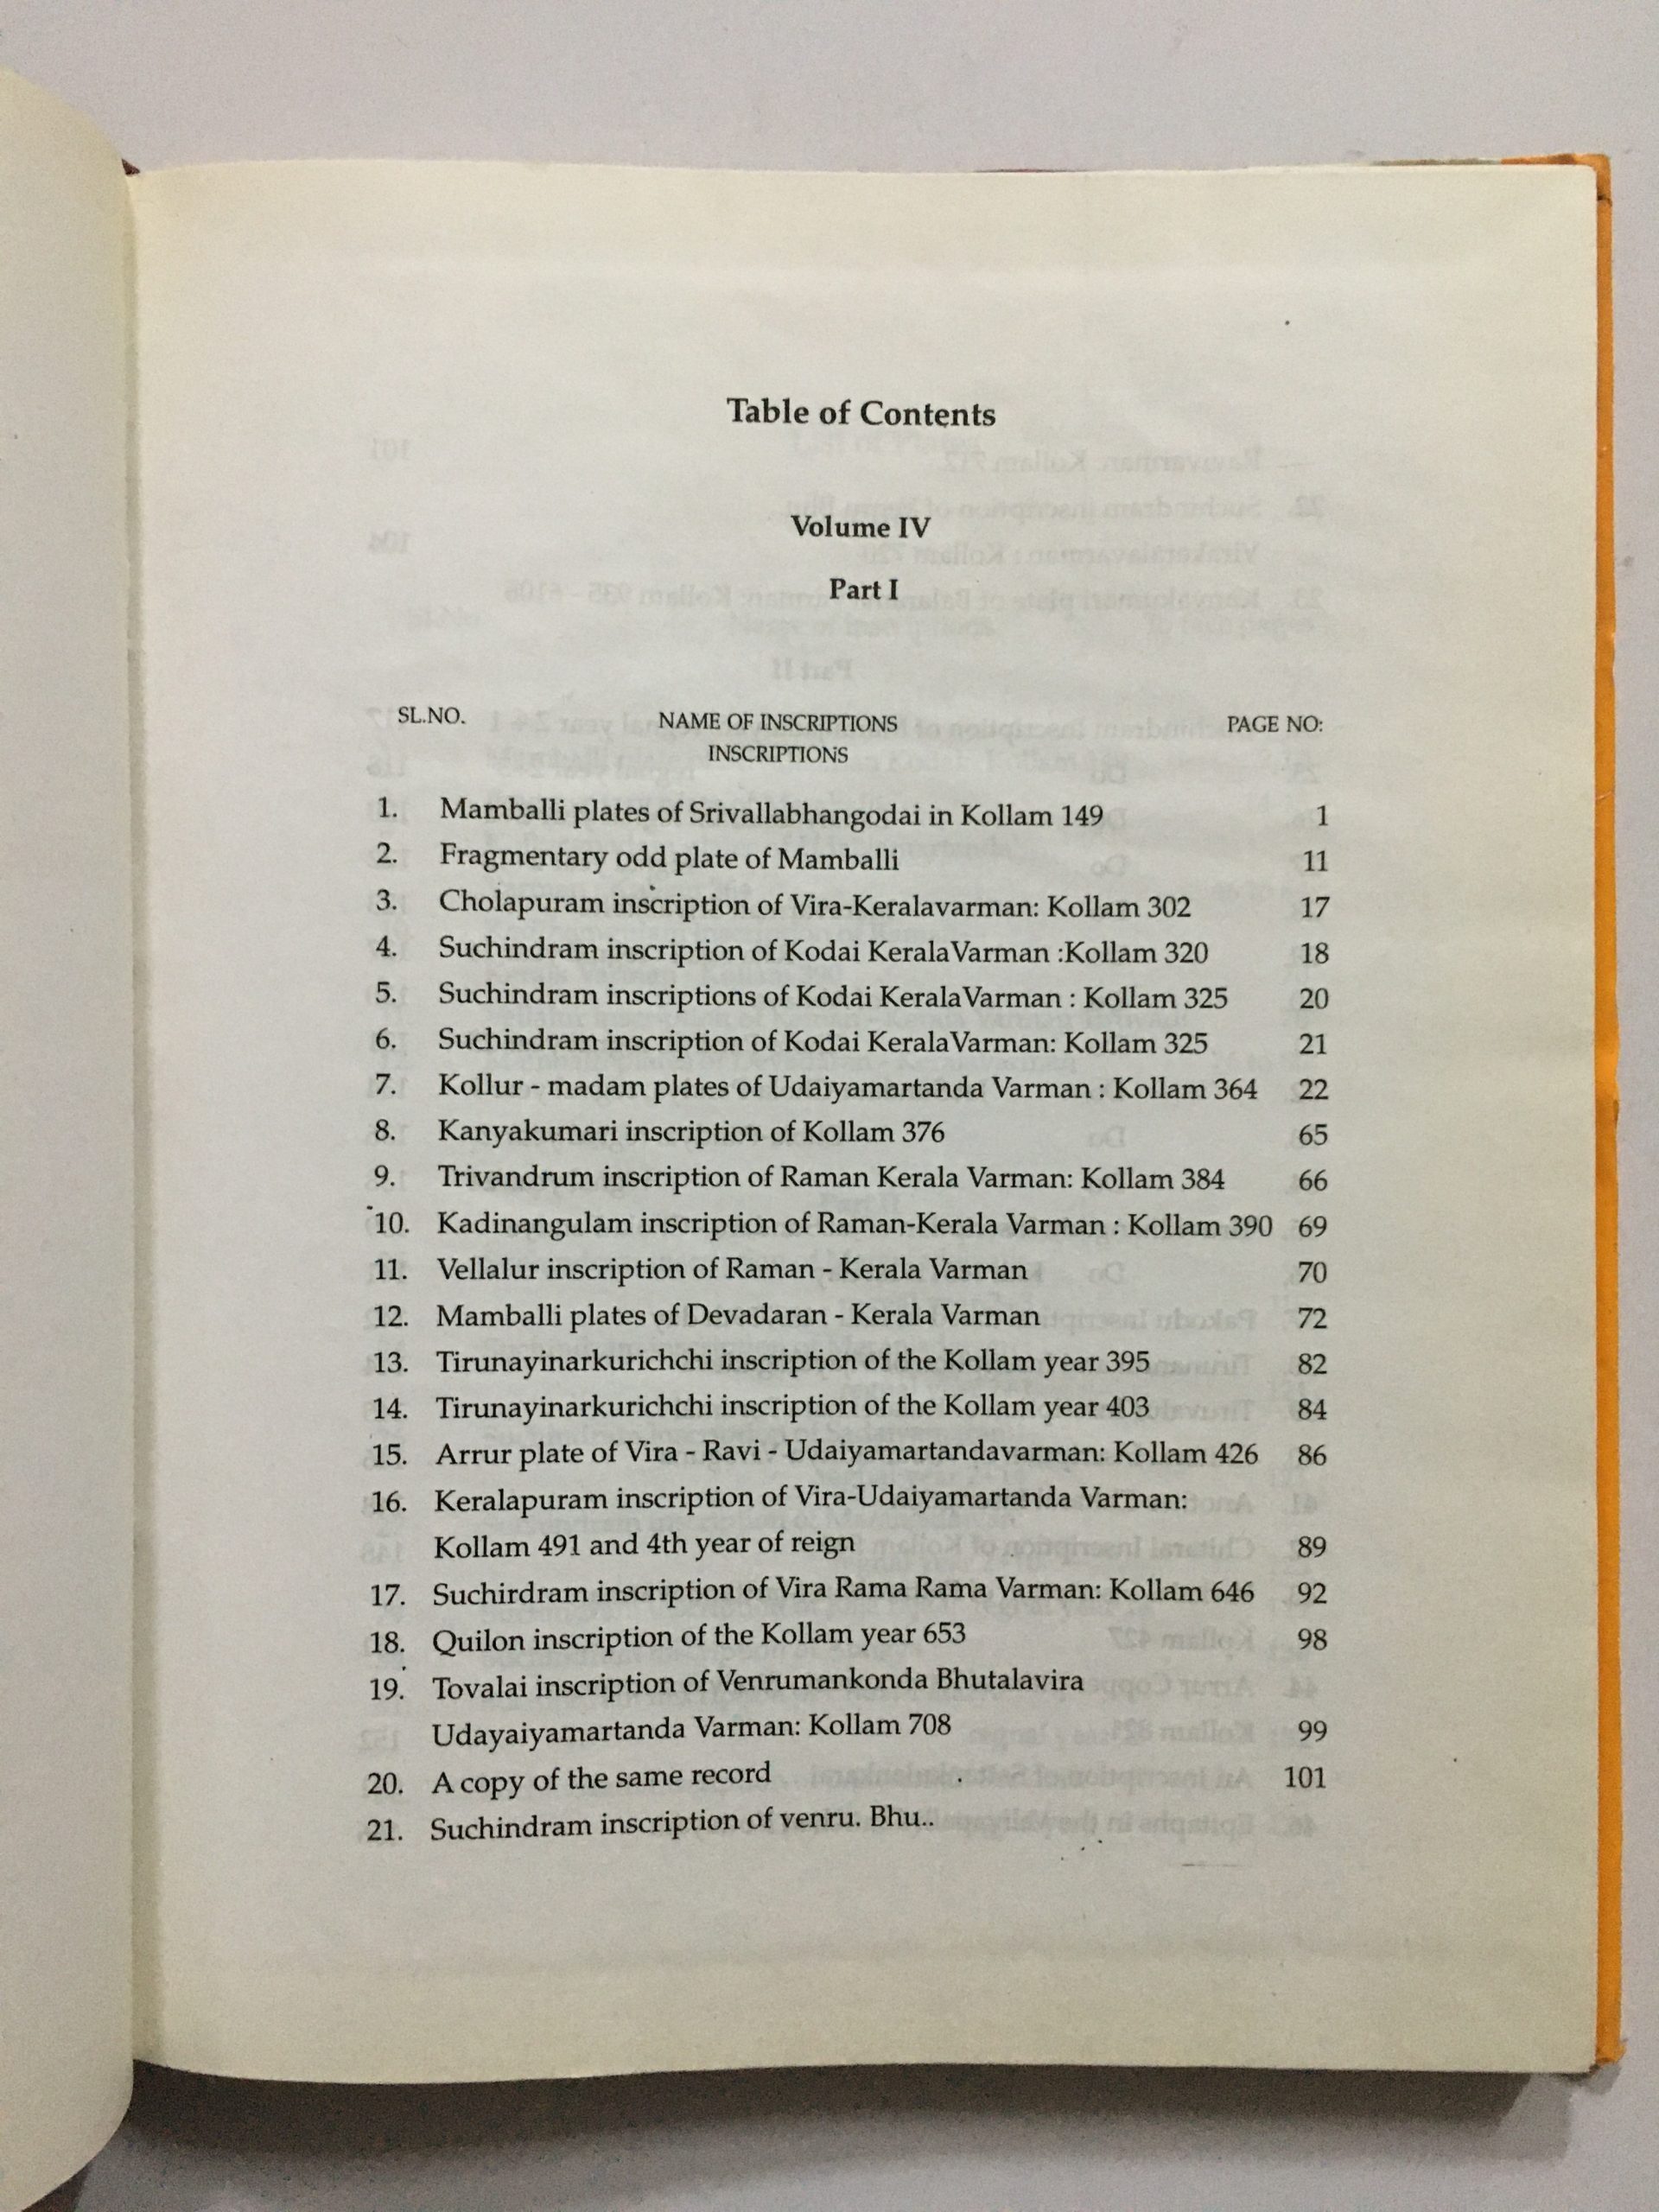 Table of Contents
Volume IV
Part I
SL.NO. NAME OF INSCRIPTIONS PAGE NO:
INSCRIPTIONS
1. Mamballi plates of Srivallabhangodai in Kollam 149 1
2. Fragmentary odd plate of Mamballi 11
3. Cholapuram inscription of Vira-Keralavarman: Kollam 302 17
4. Suchindram inscription of Kodai KeralaVarman :Kollam 320 18
5. Suchindram inscriptions of Kodai KeralaVarman : Kollam 325 20
6. Suchindram inscription of Kodai KeralaVarman: Kollam 325 21
7. Kollur - madam plates of Udaiyamartanda Varman : Kollam 364 22
8. Kanyakumari inscription of Kollam 376 65
9. Trivandrum inscription of Raman Kerala Varman: Kollam 384 66
10. Kadinangulam inscription of Raman-Kerala Varman : Kollam 390 69
11. Vellalur inscription of Raman - Kerala Varman 70
12. Mamballi plates of Devadaran - Kerala Varman 72
13. Tirunayinarkurichchi inscription of the Kollam year 395 82
14. Tirunayinarkurichchi inscription of the Kollam year 403 84
15. Arrur plate of Vira - Ravi - Udaiyamartandavarman: Kollam 426 86
16. Keralapuram inscription of Vira-Udaiyamartanda Varman:
Kollam 491 and 4th year of reign 89
17. Suchirdram inscription of Vira Rama Rama Varman: Kollam 646 92
18. Quilon inscription of the Kollam year 653 98
19. Tovalai inscription of Venrumankonda Bhutalavira
Udayaiyamartanda Varman: Kollam 708 99
20. A copy of the same record 101
21. Suchindram inscription of venru. Bhu..